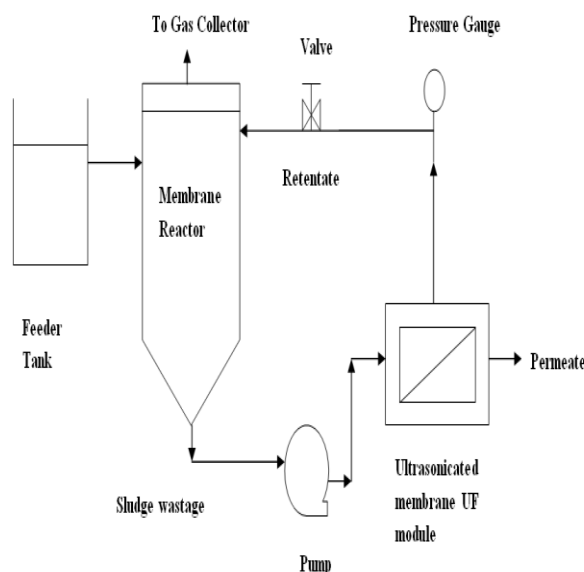 To Gas Collector
Valve
Pressure Gauge
Membrane
Reactor
Retentate
Feeder
Tank
Permeate
Ultrasonicated
membrane UF
module
Sludge wastage
Pump